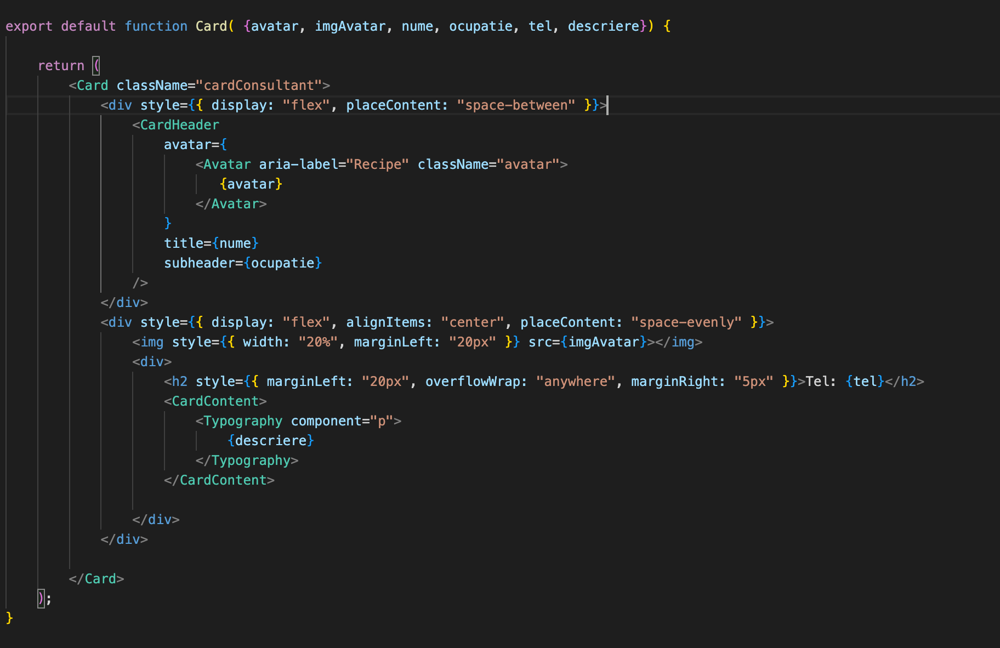 export default function Card( {avatar, imgAvatar, nume, ocupatie, tel, descriere}) {
return (
<Card className="cardConsultant">
<div style={{ display: "flex", placeContent: "space-between" }}>
<CardHeader
avatar={
<Avatar aria-label="Recipe" className="avatar">
{avatar}
</Avatar>
}
title={nume}
subheader={ocupatie}
/>
</div>
<div style={{ display: "flex", alignItems: "center", placeContent: "space-evenly" }}>
<img style={{ width: "20%", marginLeft: "20px" }} src={imgAvatar}></img>
<div>
<h2 style={{ marginLeft: "20px", overflowWrap: "anywhere", marginRight: "5px" }}>Tel: {tel}</h2>
<CardContent>
<Typography component="p">
{descriere}
</Typography>
</CardContent>
</div>
</div>
</Card>
);
}